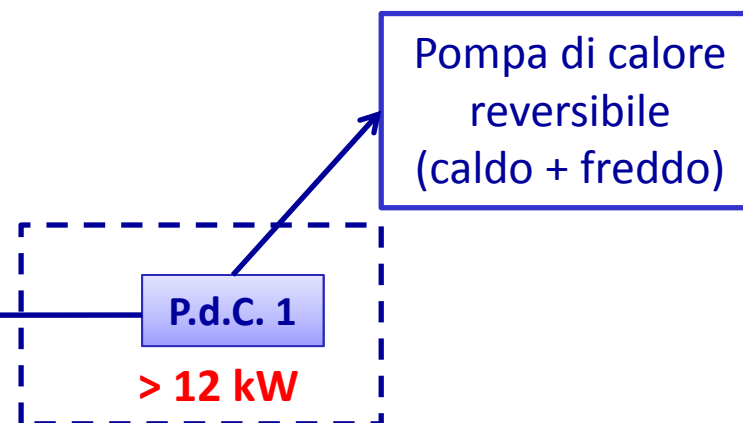 Pompa di calore
reversibile
(caldo + freddo)
P.d.C. 1
> 12 kW